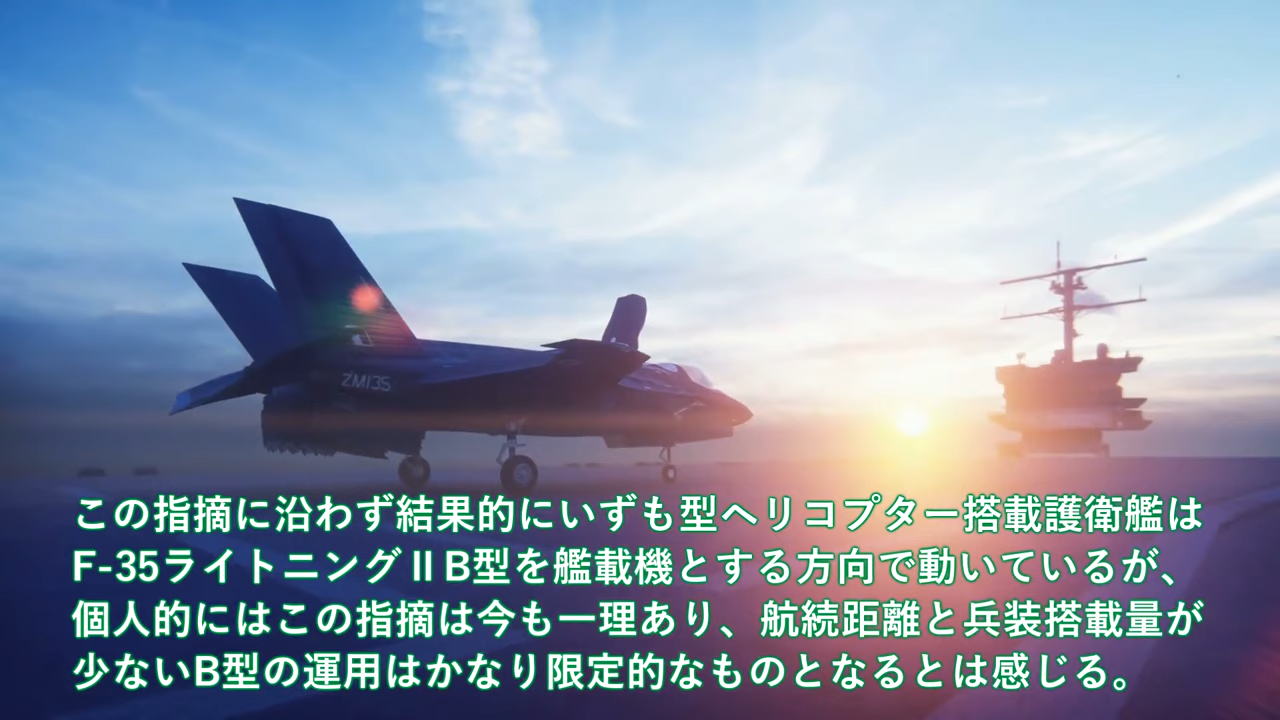 ZM135
この指摘に沿わず結果的にいずも型ヘリコプター搭載護衛艦は
F-35ライトニングⅡB型を艦載機とする方向で動いているが、
個人的にはこの指摘は今も一理あり、航続距離と兵装搭載量が
少ないB型の運用はかなり限定的なものとなるとは感じる。